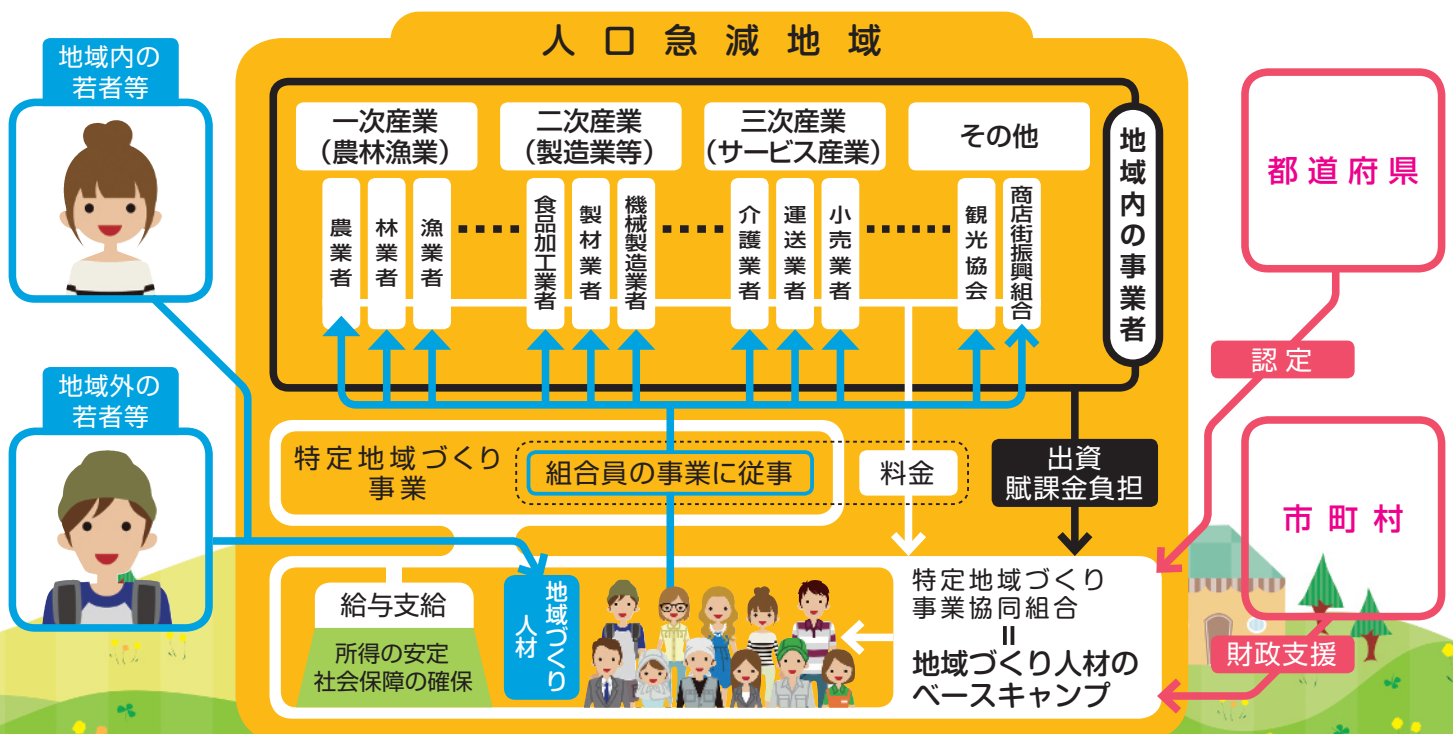 人口急減地域
地域内の
若者等
地域外の
若者等
一次産業
(農林漁業)
二次産業
(製造業等)
三次産業
(サービス産業)
その他
農業者
林業者
漁業者
食品加工業者
製材業者
機械製造業者
介護業者
運送業者
小売業者
観光協会
商店街振興組合
地域内の事業者
特定地域づくり
事業
組合員の事業に従事
料金
出資
賦課金負担
給与支給
所得の安定
社会保障の確保
地域づくり
人材
特定地域づくり
事業協同組合
=
地域づくり人材の
ベースキャンプ
都道府県
認定
市町村
財政支援